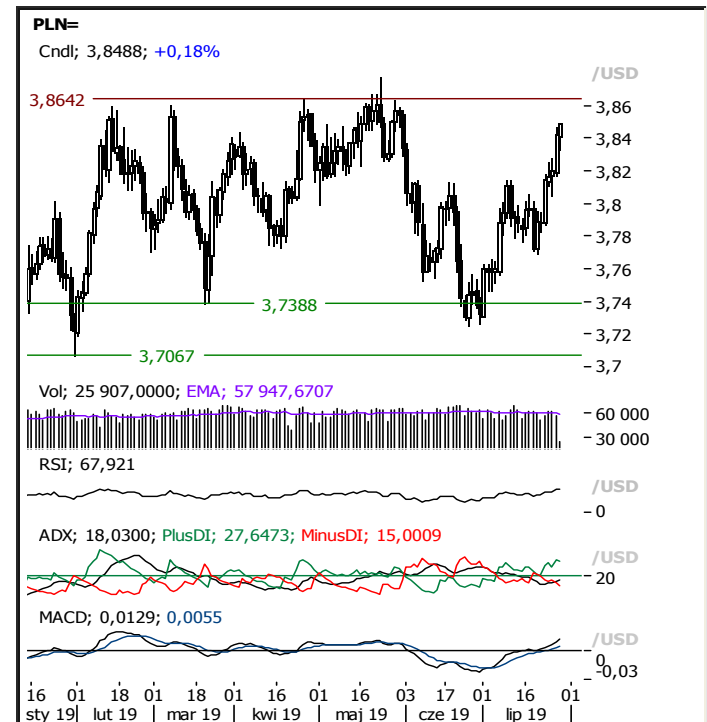 PLN=
Cndl; 3,8488; +0,18%
/USD
3,8642
3,86
3,84
3,82
3,8
3,78
3,76
3,7388
3,74
3,72
3,7067
3,7
Vol; 25 907,0000; EMA; 57 947,6707
60 000
30 000
RSI; 67,921
/USD
0
ADX; 18,0300; PlusDI; 27,6473; MinusDI; 15,0009
/USD
20
MACD; 0,0129; 0,0055
/USD
0
-0,03
16 01 18 01 18 01 16 01 16 03 17 01 16 01
sty 19 lut 19 mar 19 kwi 19 maj 19 cze 19 lip 19